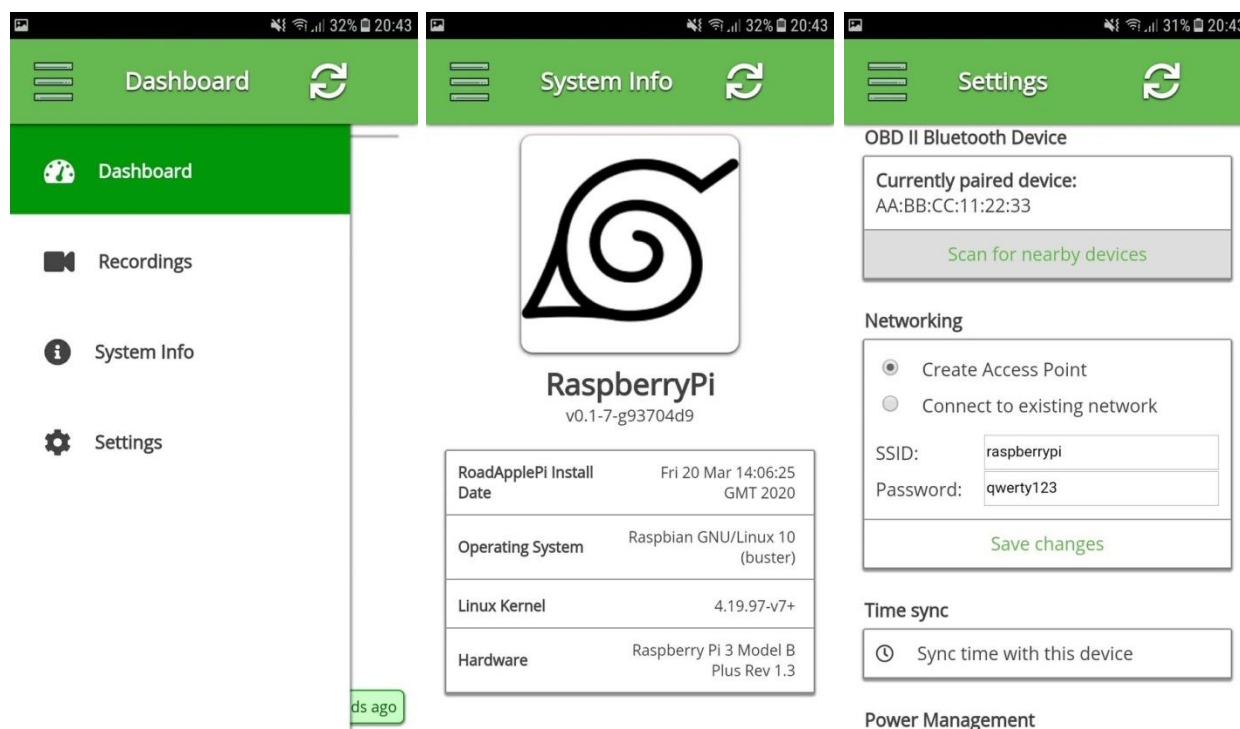 32% 20:43
Dashboard
Dashboard
Recordings
System Info
Settings
ds ago
32% 20:43
System Info
RaspberryPi
v0.1-7-g93704d9
RoadApplePi Install Date
Fri 20 Mar 14:06:25
GMT 2020
Operating System
Raspbian GNU/Linux 10
(buster)
Linux Kernel
4.19.97-v7+
Hardware
Raspberry Pi 3 Model B
Plus Rev 1.3
31% 20:43
Settings
OBD II Bluetooth Device
Currently paired device:
AA:BB:CC:11:22:33
Scan for nearby devices
Networking
Create Access Point
Connect to existing network
SSID: raspberrypi
Password: qwerty123
Save changes
Time sync
Sync time with this device
Power Management